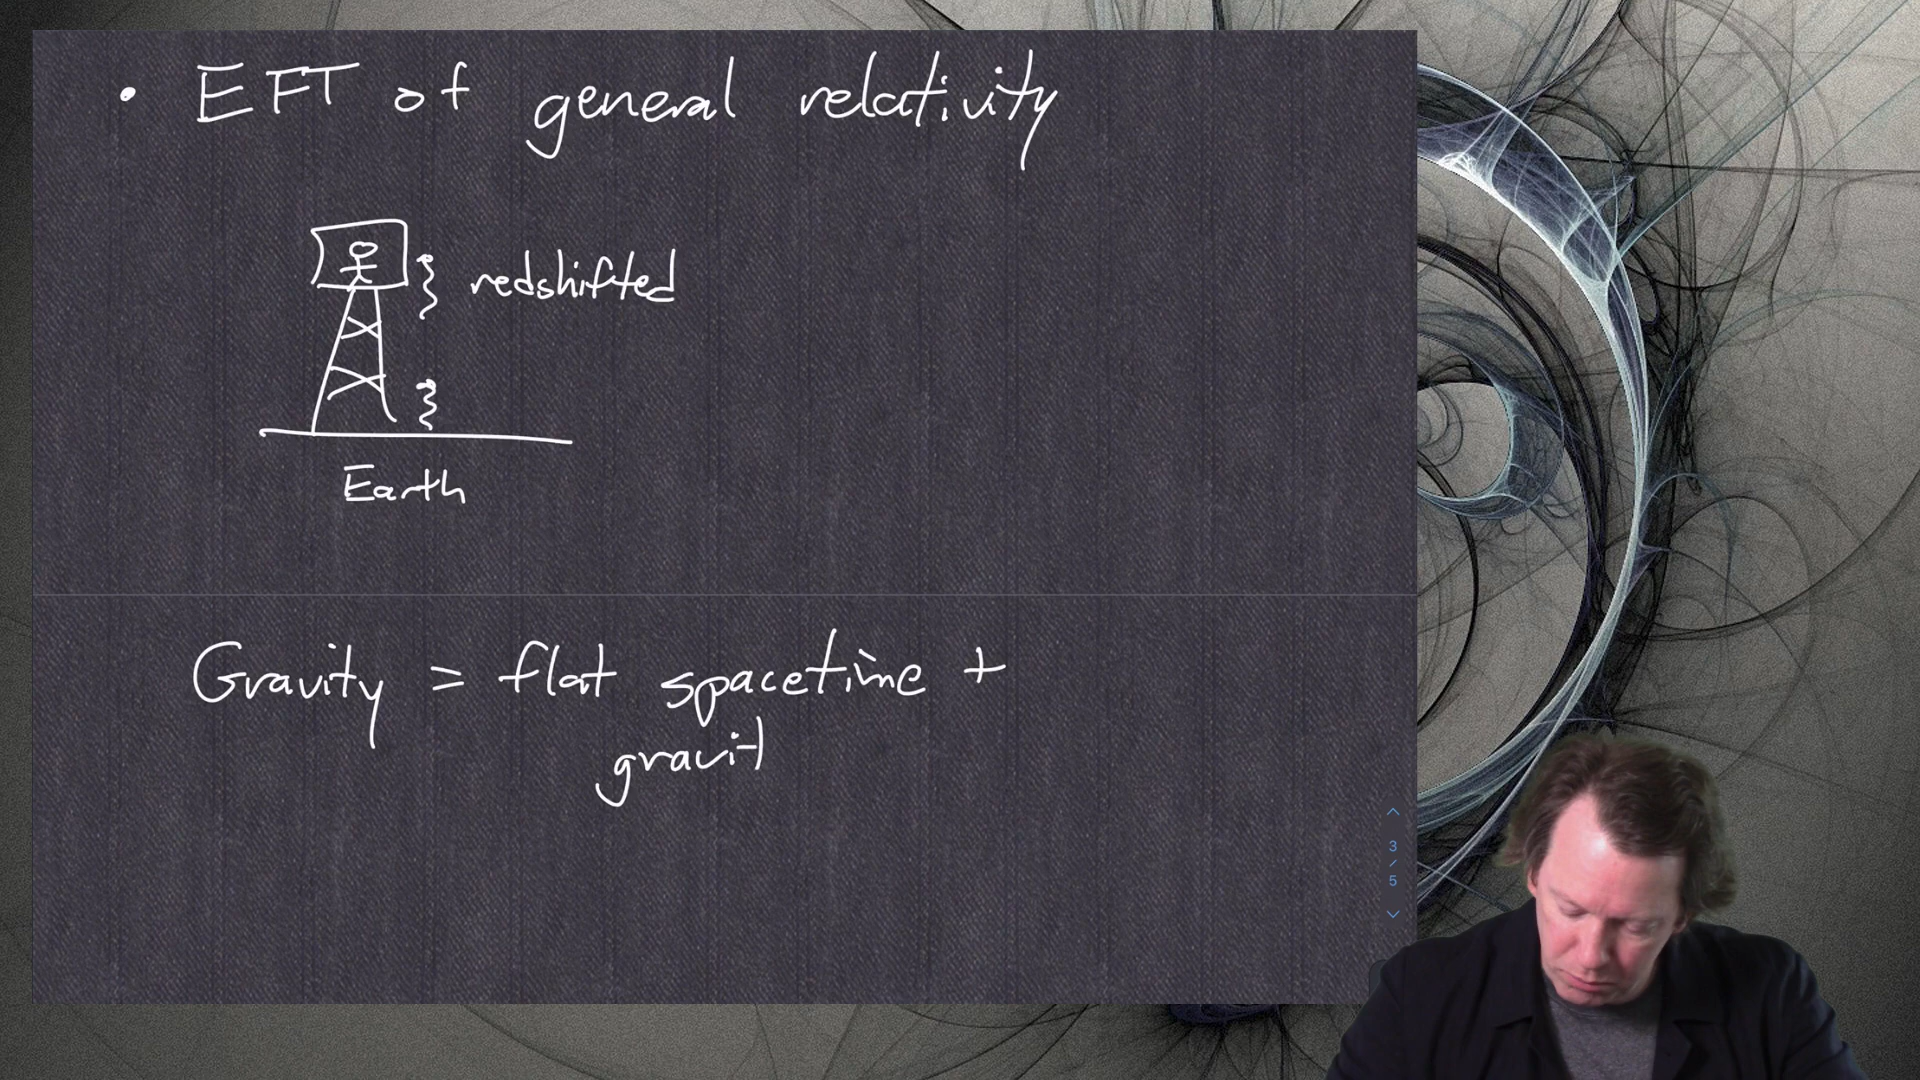 • EFT of general relativity
redshifted
Earth
Gravity = flat spacetime +
gravit
3
/
5